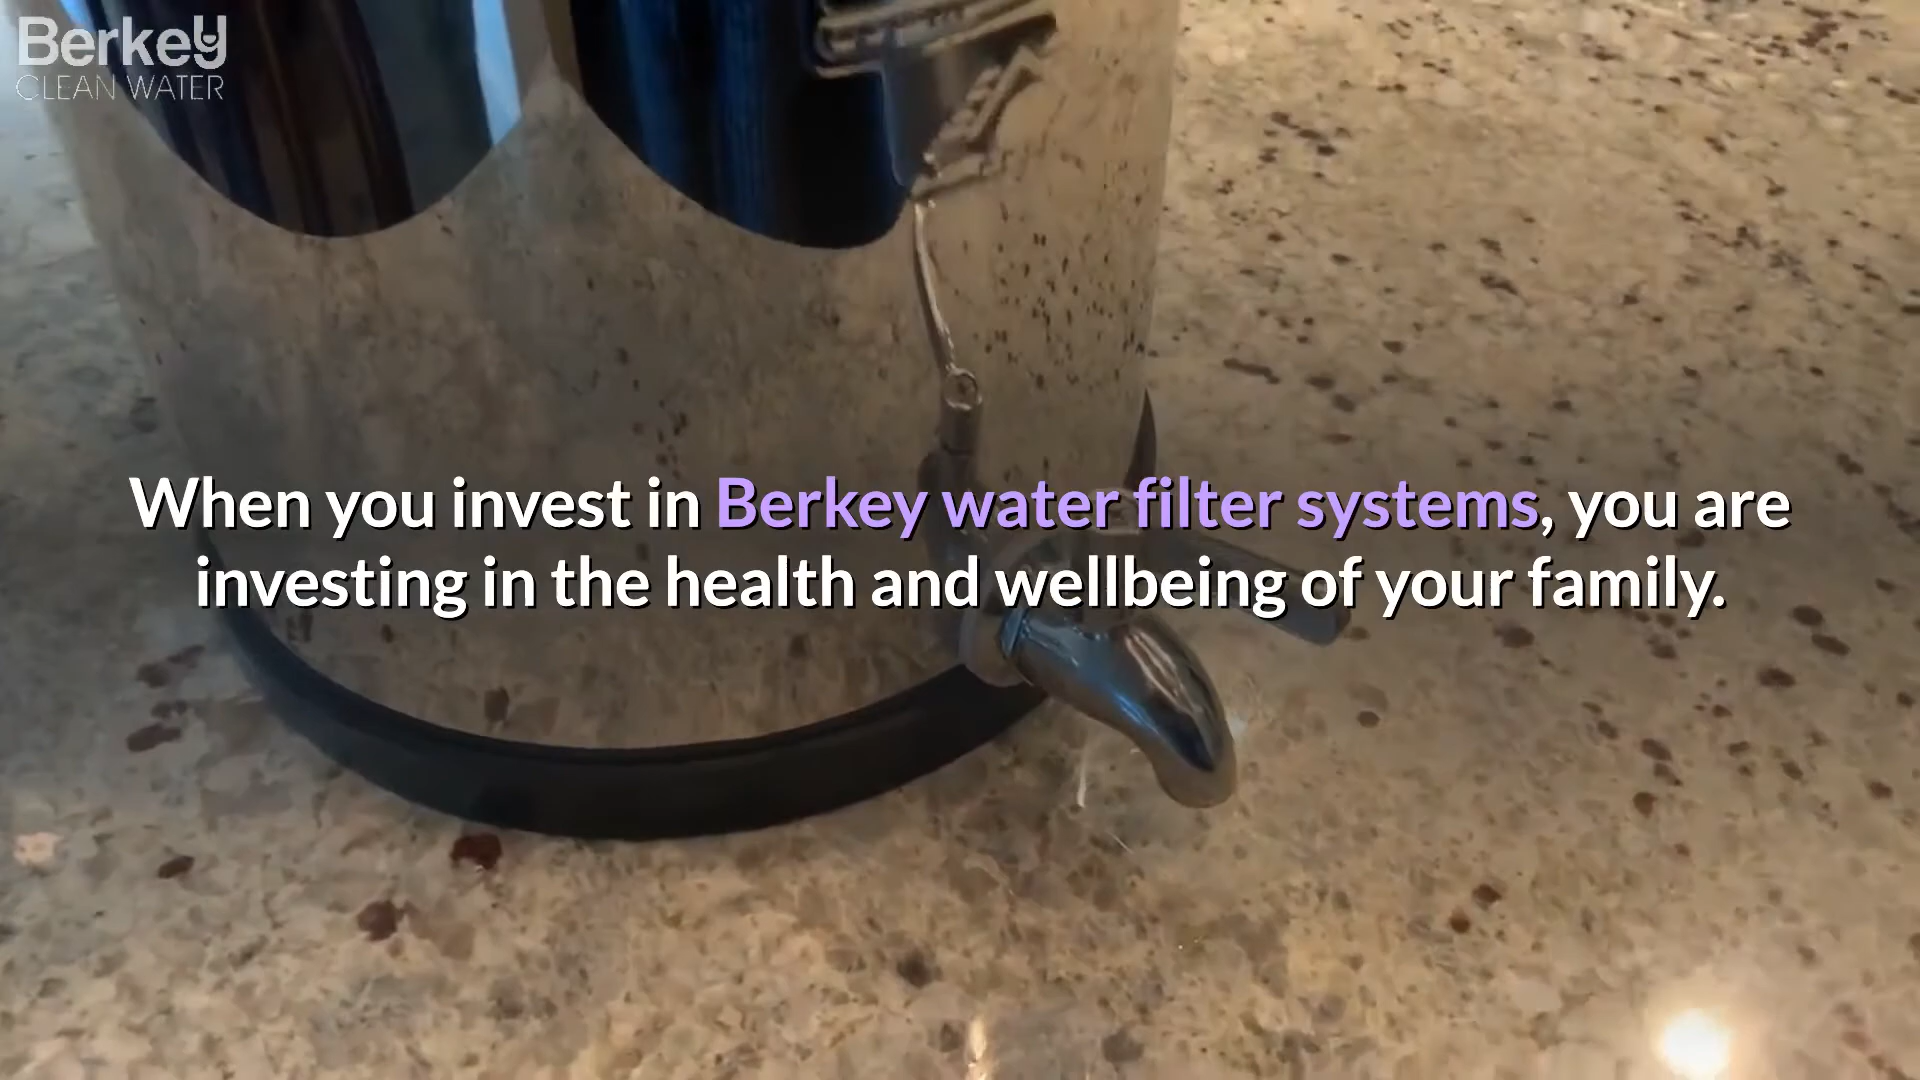 Berkey
CLEAN WATER
When you invest in Berkey water filter systems, you are
investing in the health and wellbeing of your family.